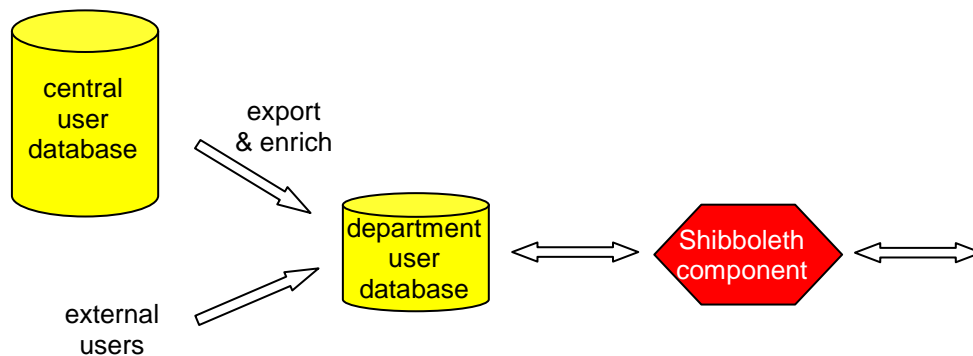 central
user
database
export
& enrich
department
user
database
Shibboleth
component
external
users